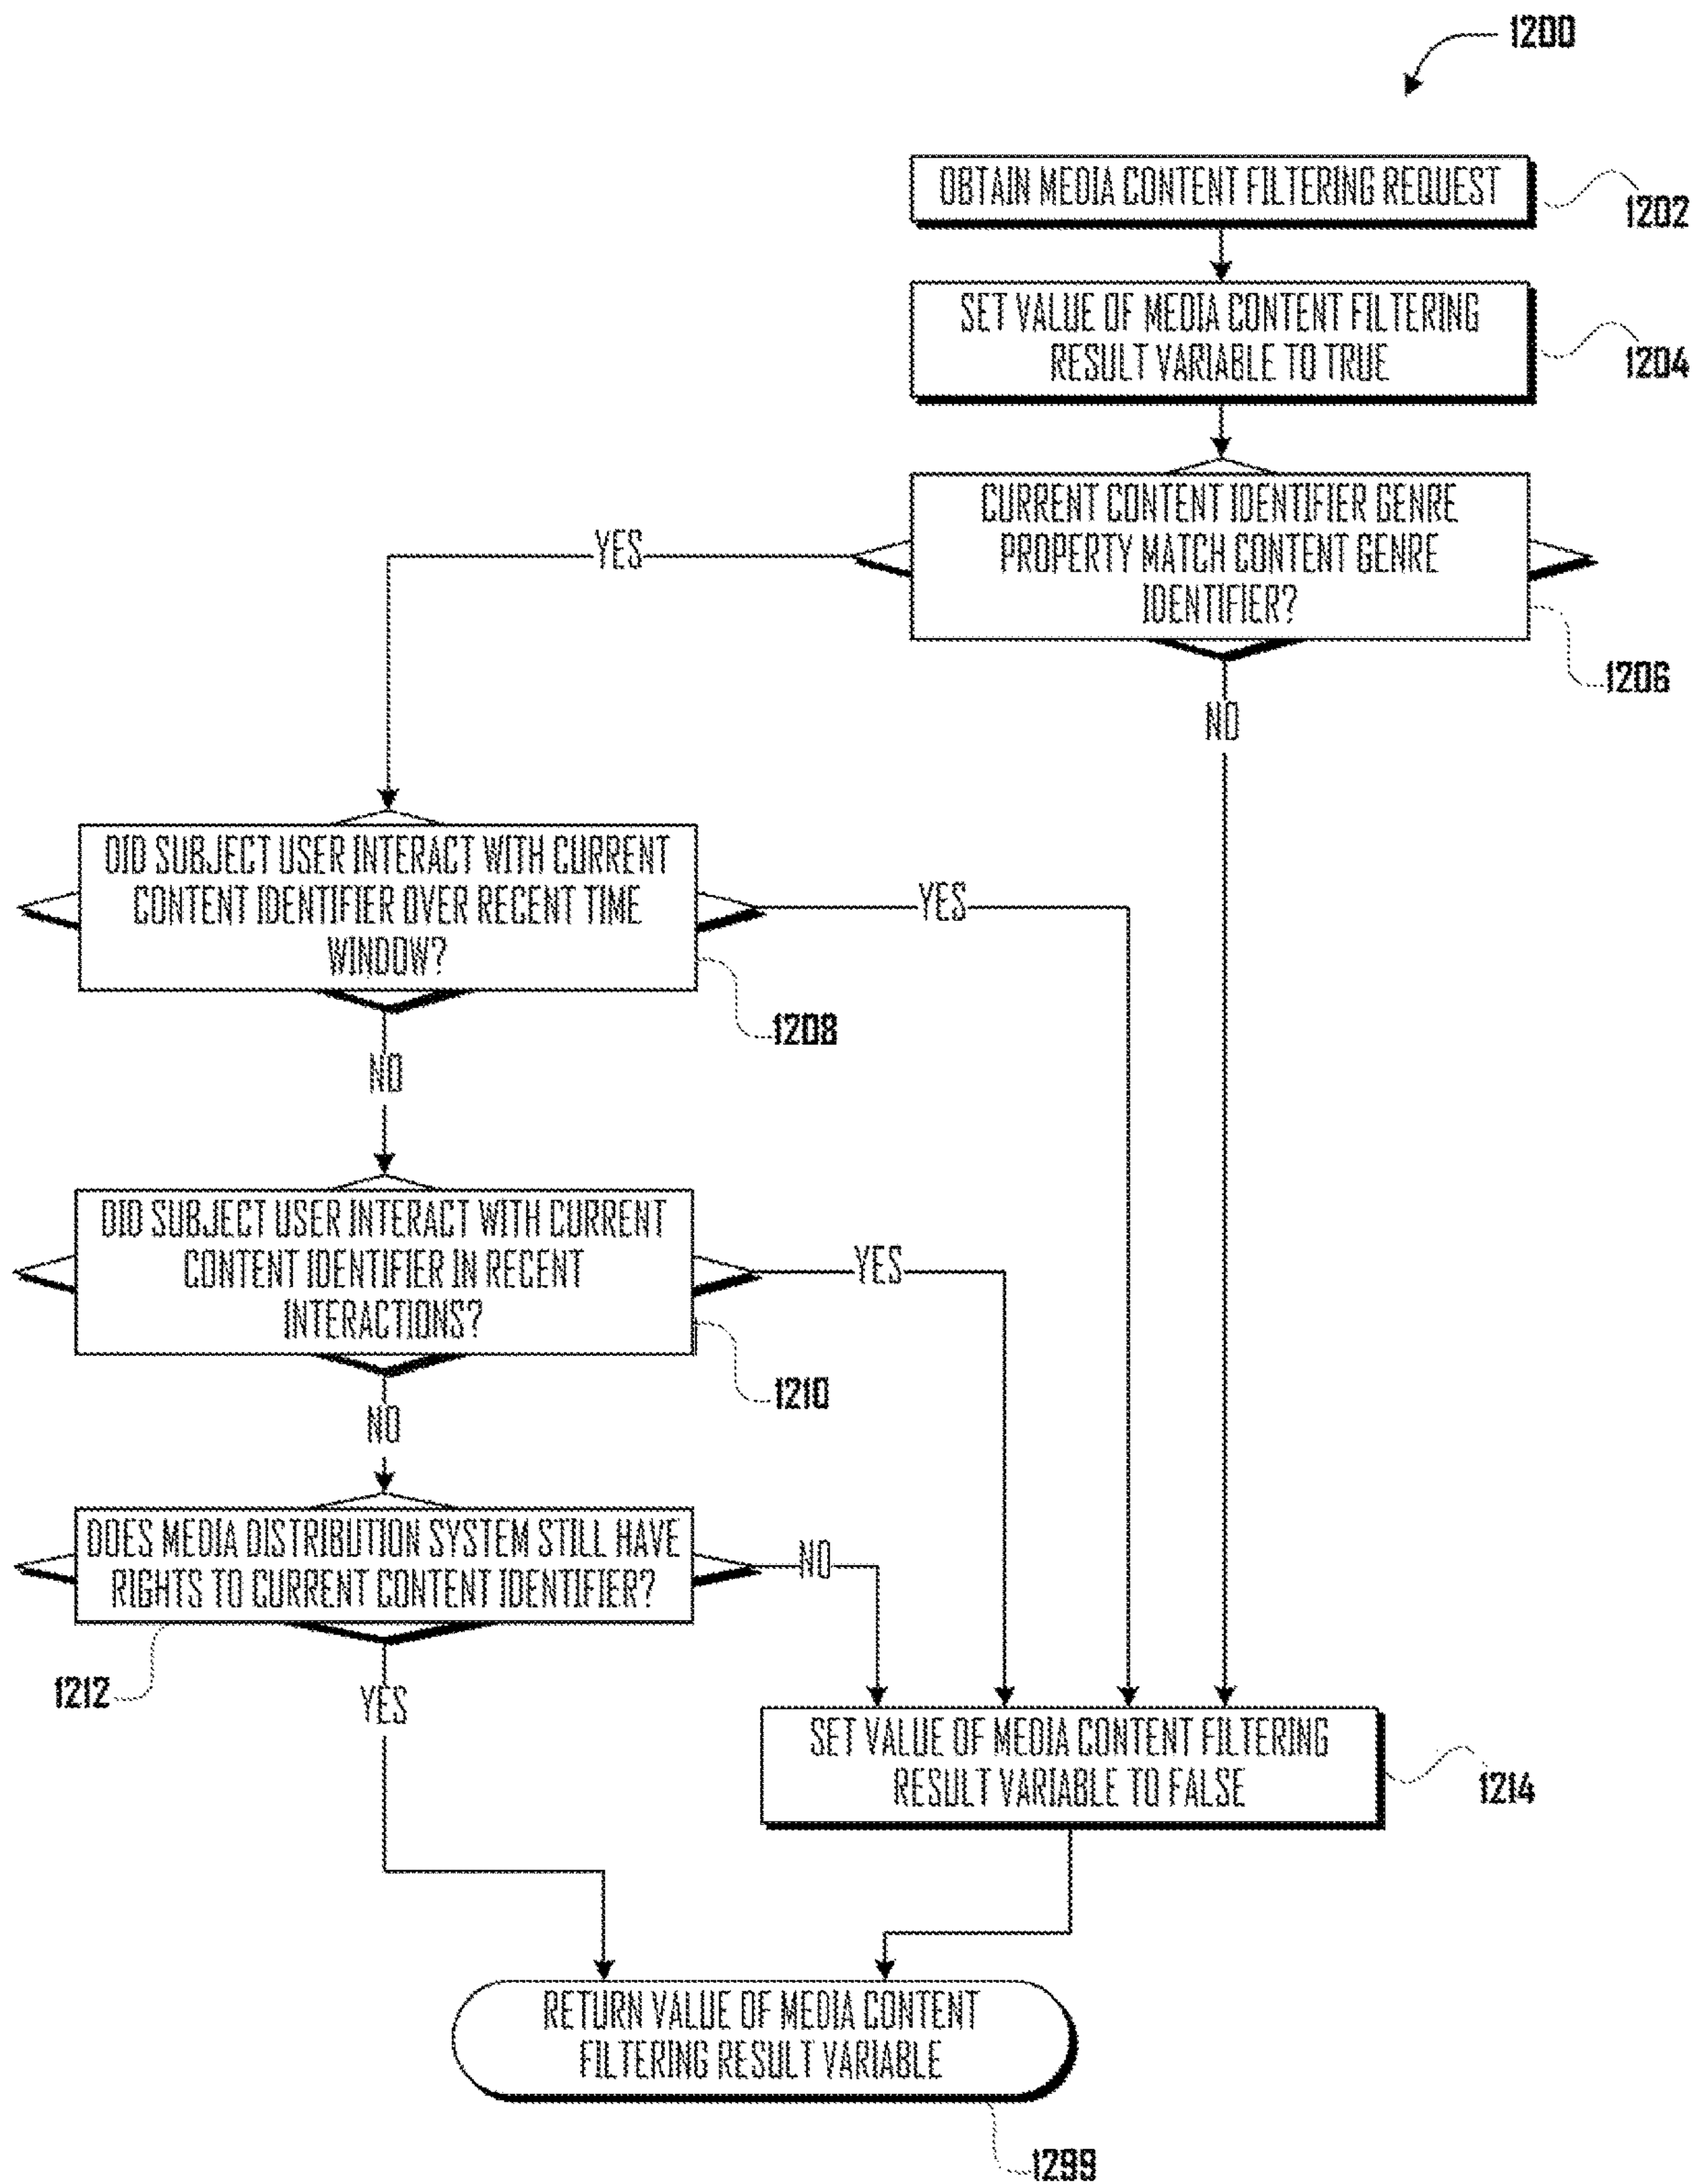 1200
OBTAIN MEDIA CONTENT FILTERING REQUEST
1202
SET VALUE OF MEDIA CONTENT FILTERING
RESULT VARIABLE TO TRUE
1204
CURRENT CONTENT IDENTIFIER GENRE
PROPERTY MATCH CONTENT GENRE
IDENTIFIER?
YES
1206
NO
DID SUBJECT USER INTERACT WITH CURRENT
CONTENT IDENTIFIER OVER RECENT TIME
WINDOW?
YES
1208
NO
DID SUBJECT USER INTERACT WITH CURRENT
CONTENT IDENTIFIER IN RECENT
INTERACTIONS?
YES
1210
NO
DOES MEDIA DISTRIBUTION SYSTEM STILL HAVE
RIGHTS TO CURRENT CONTENT IDENTIFIER?
NO
1212
YES
SET VALUE OF MEDIA CONTENT FILTERING
RESULT VARIABLE TO FALSE
1214
RETURN VALUE OF MEDIA CONTENT
FILTERING RESULT VARIABLE
1299